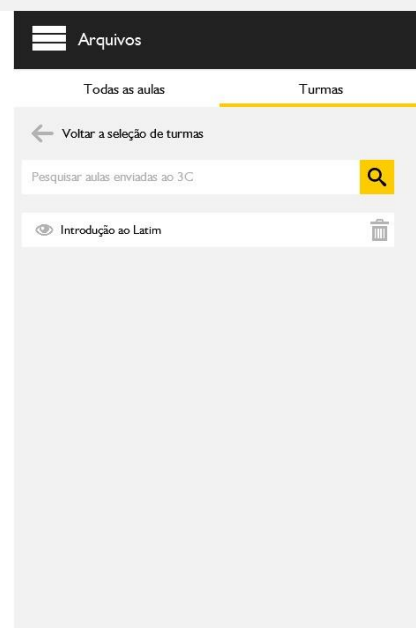 Arquivos
Todas as aulas
Turmas
Voltar a seleção de turmas
Pesquisar aulas enviadas ao 3C
Introdução ao Latim